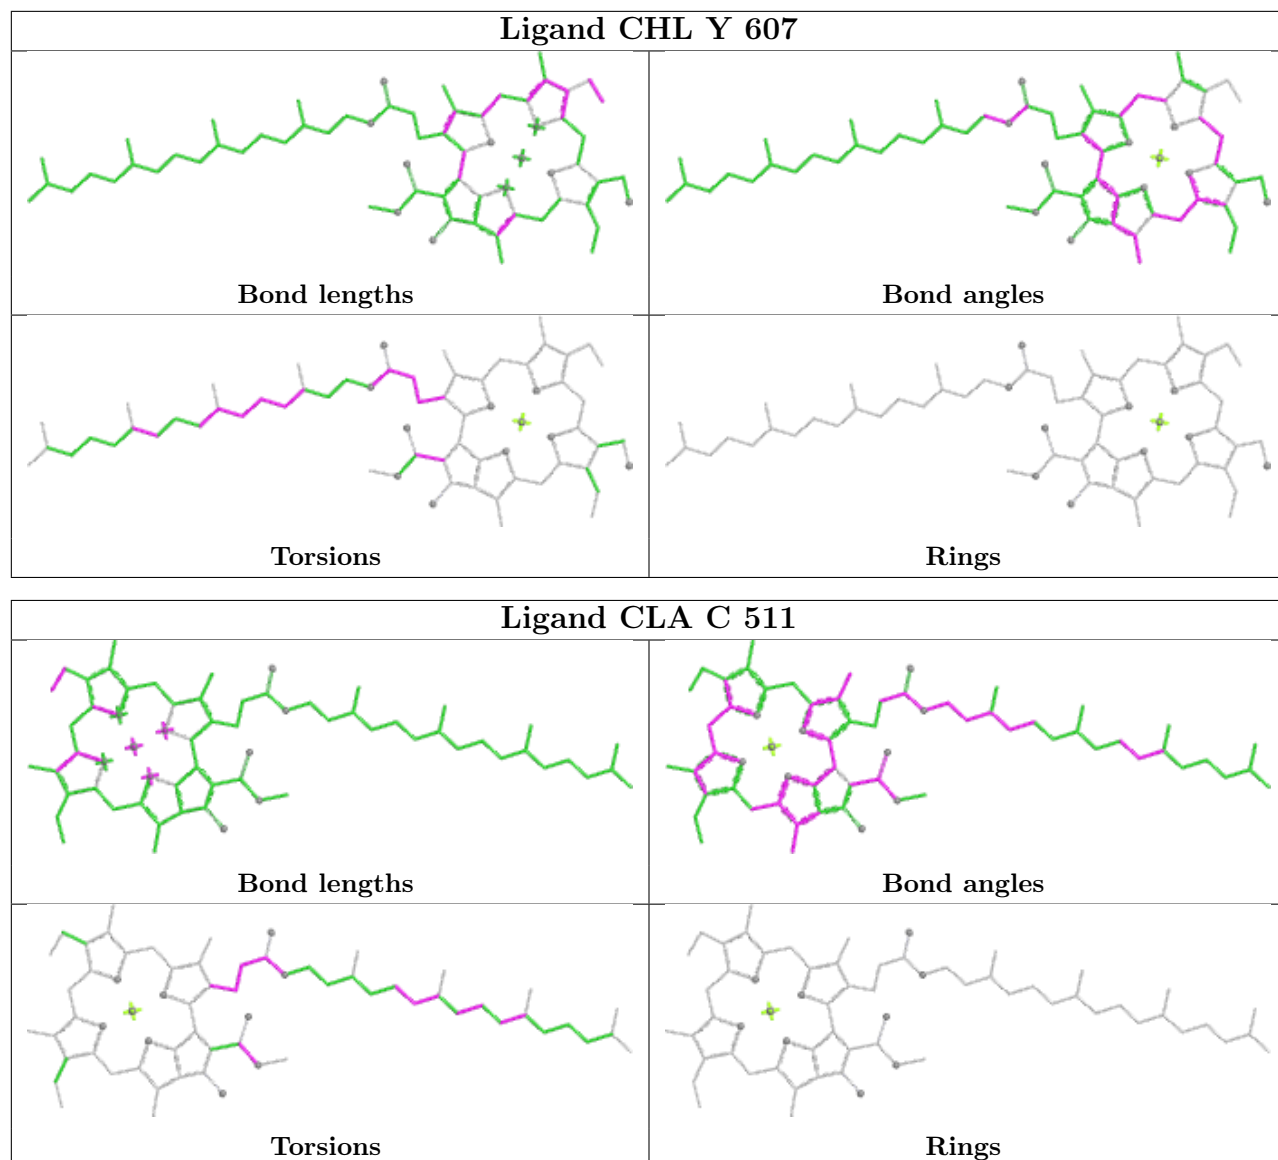 Ligand CHL Y 607
Bond lengths
Bond angles
Torsions
Rings
Ligand CLA C 511
Bond lengths
Bond angles
Torsions
Rings